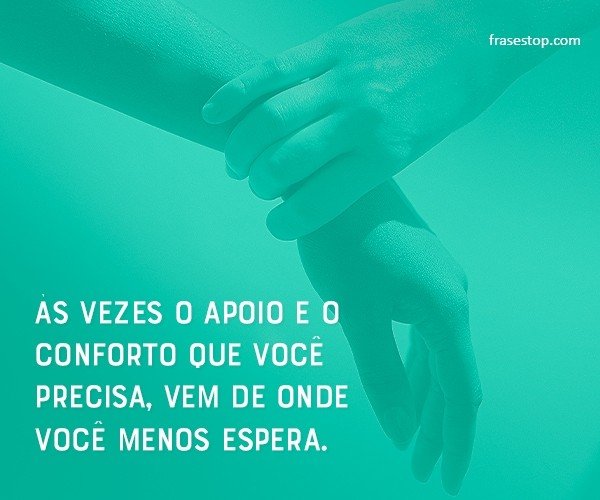 frasestop.com
ÀS VEZES O APOIO E O
CONFORTO QUE VOCÊ
PRECISA, VEM DE ONDE
VOCÊ MENOS ESPERA.